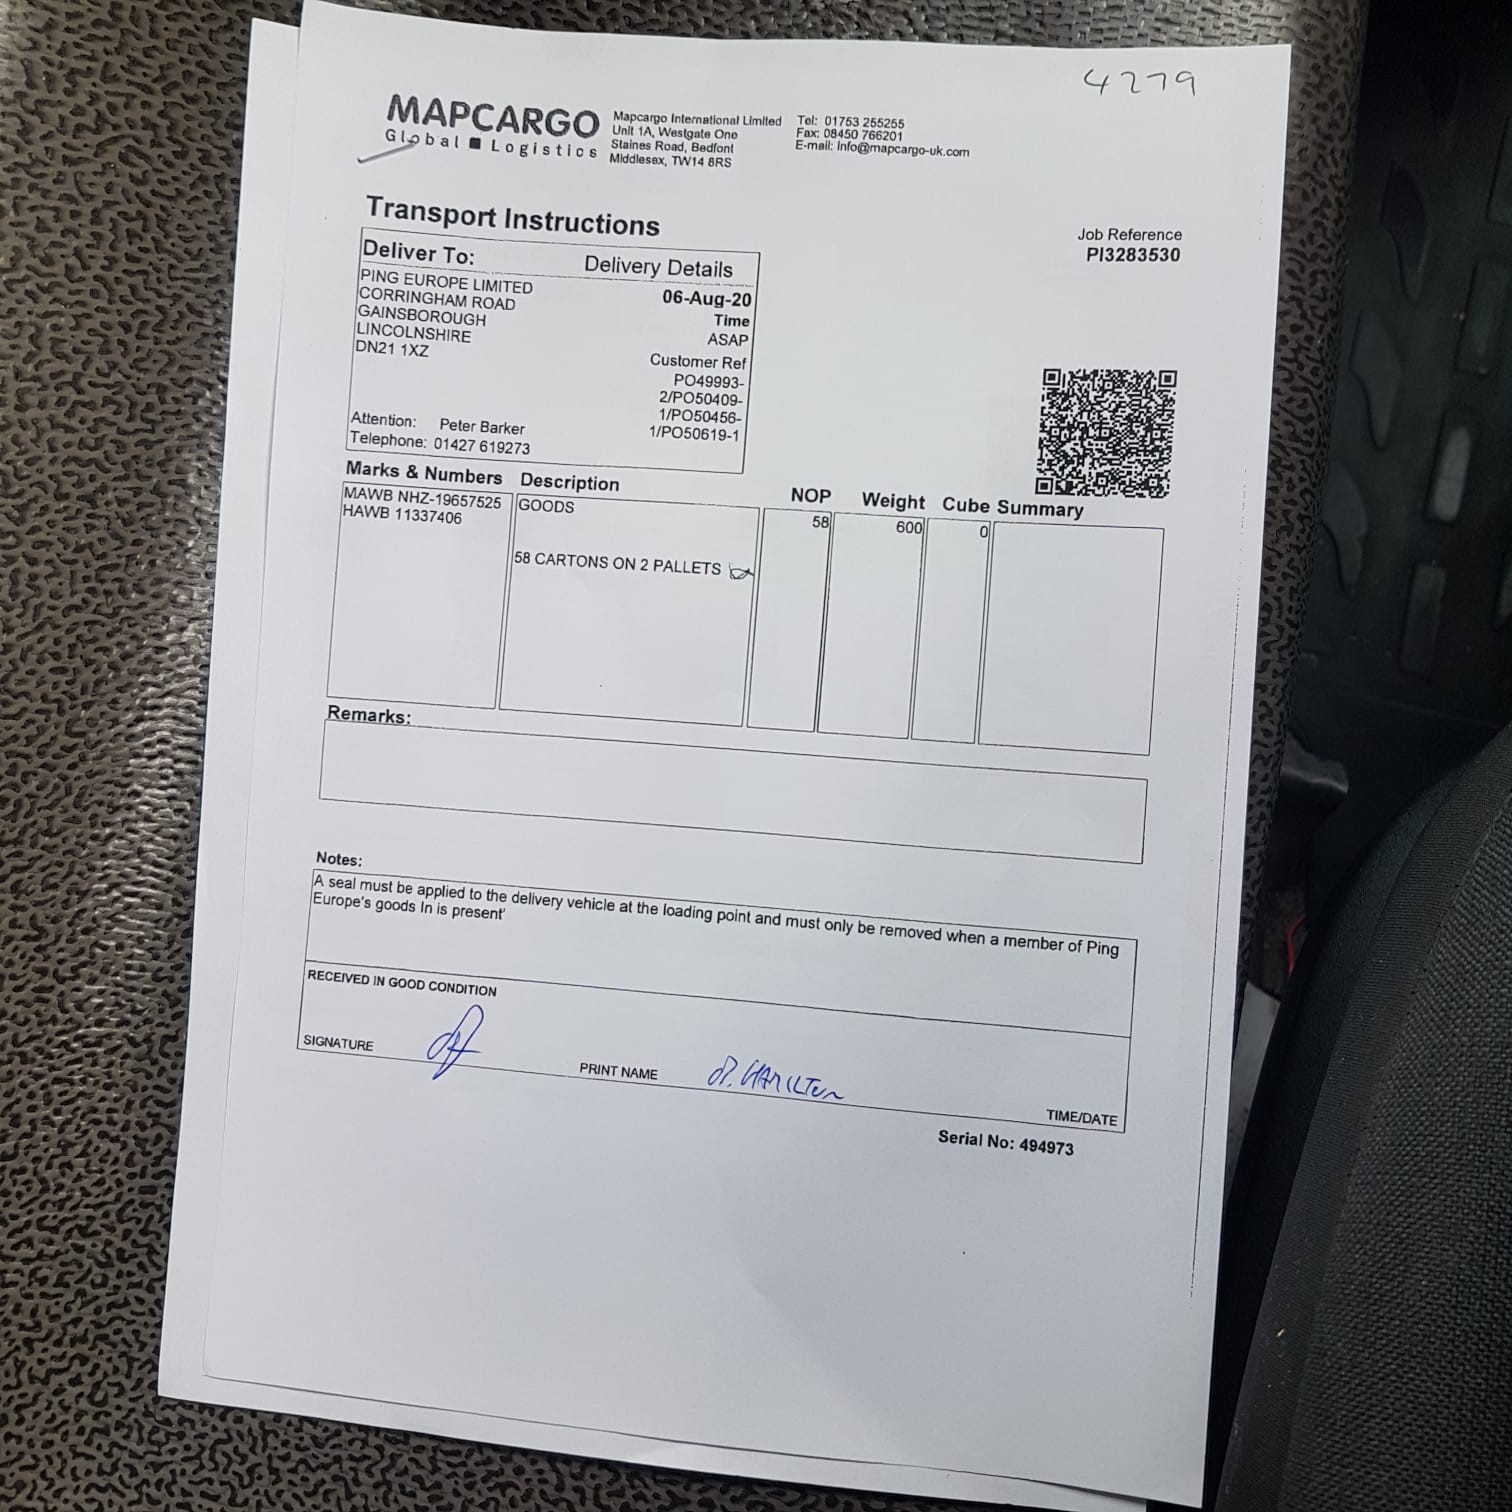 4279
MAPCARGO
Global ■ Logistics
Mapcargo International Limited
Unit 1A, Westgate One
Staines Road, Bedfont
Middlesex, TW14 8RS
Tel: 01753 255255
Fax: 08450 766201
E-mail: Info@mapcargo-uk.com
Transport Instructions
Job Reference
PI3283530
Deliver To:
PING EUROPE LIMITED
CORRINGHAM ROAD
GAINSBOROUGH
LINCOLNSHIRE
DN21 1XZ
Attention: Peter Barker
Telephone: 01427 619273
Delivery Details
06-Aug-20
Time
ASAP
Customer Ref
PO49993-
2/PO50409-
1/PO50456-
1/PO50619-1
Marks & Numbers Description NOP Weight Cube Summary
MAWB NHZ-19657525 GOODS 58 600 0
HAWB 11337406
58 CARTONS ON 2 PALLETS
Remarks:
Notes:
A seal must be applied to the delivery vehicle at the loading point and must only be removed when a member of Ping
Europe's goods In is present'
RECEIVED IN GOOD CONDITION
SIGNATURE
PRINT NAME HAMILTON
TIME/DATE
Serial No: 494973